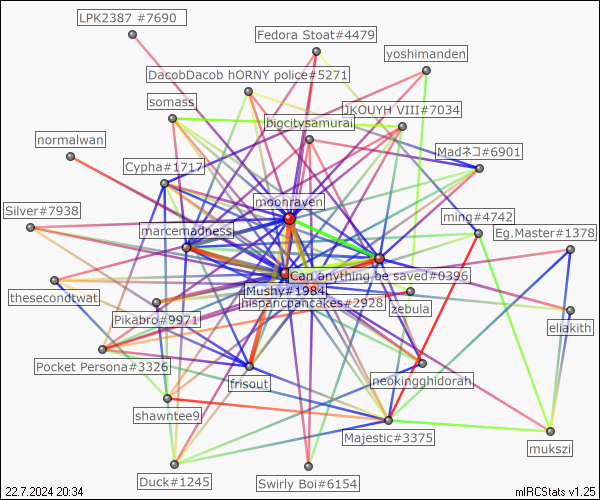 LPK2387 #7690
Fedora Stoat#4479
yoshimanden
DacobDacob hORNY police#5271
somass
JKOUYH VIII#7034
bigcitysamurai
normalwan
Madネコ#6901
Cypha#1717
moonraven
Silver#7938
ming#4742
marcemadness
Eg.Master#1378
Can anything be saved#0396
Mushy#1984
thesecondtwat
hispancpancakes#2928
zebula
Pikabro#9971
eliakith
Pocket Persona#3326
frisout
neokingghidorah
shawntee9
Majestic#3375
mukszi
Duck#1245
Swirly Boi#6154
22.7.2024 20:34
mIRCStats v1.25